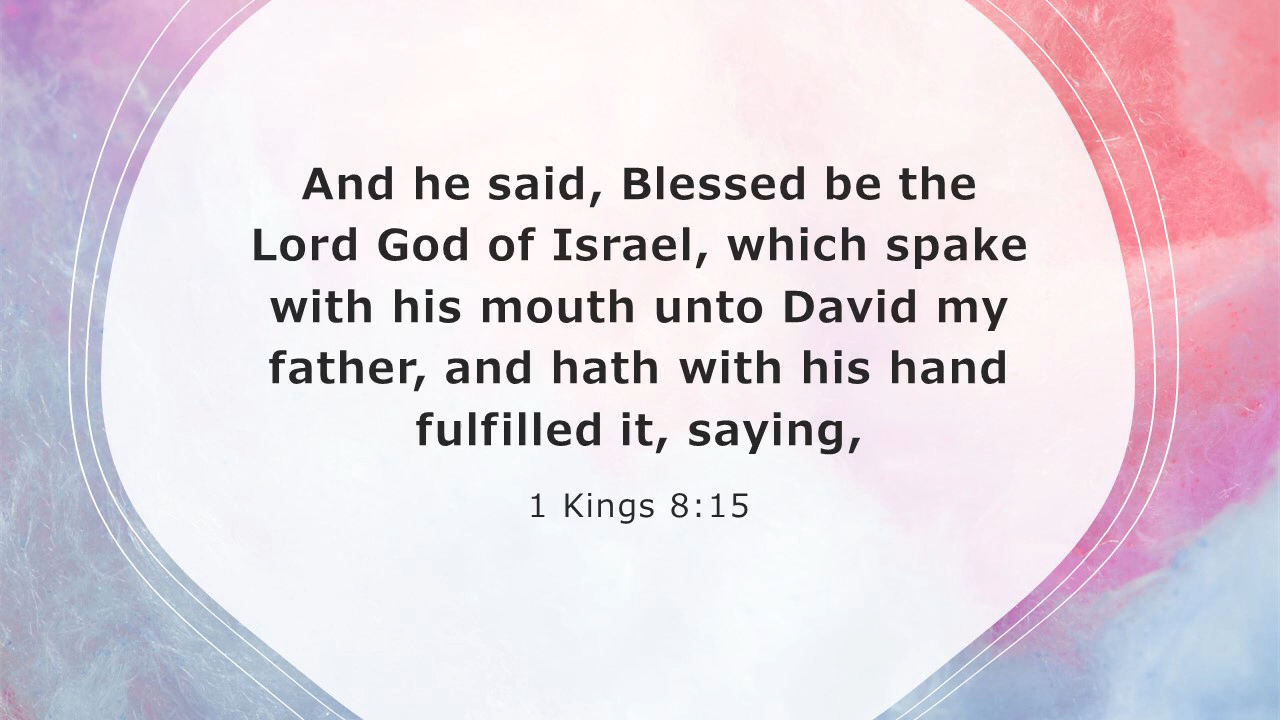 And he said, Blessed be the
Lord God of Israel, which spake
with his mouth unto David my
father, and hath with his hand
fulfilled it, saying,
1 Kings 8:15